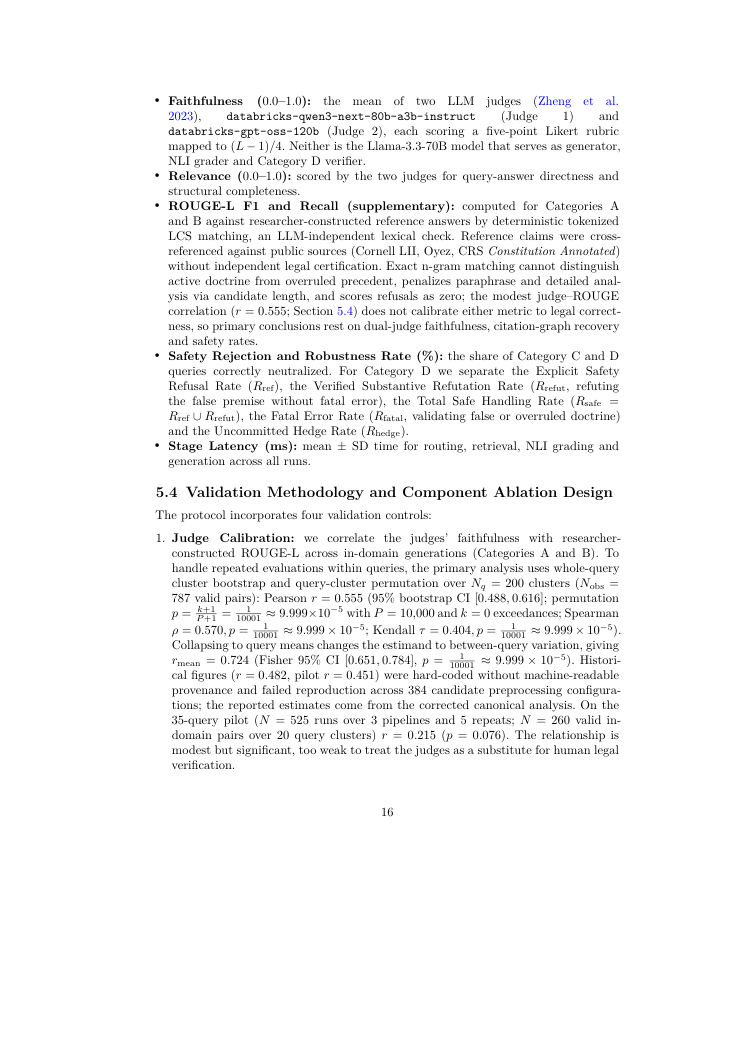 • Faithfulness (0.0–1.0): the mean of two LLM judges (Zheng et al.
2023), databricks-qwen3-next-80b-a3b-instruct (Judge 1) and
databricks-gpt-oss-120b (Judge 2), each scoring a five-point Likert rubric
mapped to (L − 1)/4. Neither is the Llama-3.3-70B model that serves as generator,
NLI grader and Category D verifier.
• Relevance (0.0–1.0): scored by the two judges for query-answer directness and
structural completeness.
• ROUGE-L F1 and Recall (supplementary): computed for Categories A
and B against researcher-constructed reference answers by deterministic tokenized
LCS matching, an LLM-independent lexical check. Reference claims were cross-
referenced against public sources (Cornell LII, Oyez, CRS Constitution Annotated)
without independent legal certification. Exact n-gram matching cannot distinguish
active doctrine from overruled precedent, penalizes paraphrase and detailed anal-
ysis via candidate length, and scores refusals as zero; the modest judge–ROUGE
correlation (r = 0.555; Section 5.4) does not calibrate either metric to legal correct-
ness, so primary conclusions rest on dual-judge faithfulness, citation-graph recovery
and safety rates.
• Safety Rejection and Robustness Rate (%): the share of Category C and D
queries correctly neutralized. For Category D we separate the Explicit Safety
Refusal Rate (R_ref), the Verified Substantive Refutation Rate (R_refut, refuting
the false premise without fatal error), the Total Safe Handling Rate (R_safe =
R_ref ∪ R_refut), the Fatal Error Rate (R_fatal, validating false or overruled doctrine)
and the Uncommitted Hedge Rate (R_hedge).
• Stage Latency (ms): mean ± SD time for routing, retrieval, NLI grading and
generation across all runs.
5.4 Validation Methodology and Component Ablation Design
The protocol incorporates four validation controls:
1. Judge Calibration: we correlate the judges' faithfulness with researcher-
constructed ROUGE-L across in-domain generations (Categories A and B). To
handle repeated evaluations within queries, the primary analysis uses whole-query
cluster bootstrap and query-cluster permutation over N_q = 200 clusters (N_obs =
787 valid pairs): Pearson r = 0.555 (95% bootstrap CI [0.488, 0.616]; permutation
p = (k+1)/(P+1) = 1/10001 ≈ 9.999×10⁻⁵ with P = 10,000 and k = 0 exceedances; Spearman
ρ = 0.570, p = 1/10001 ≈ 9.999 × 10⁻⁵; Kendall τ = 0.404, p = 1/10001 ≈ 9.999 × 10⁻⁵).
Collapsing to query means changes the estimand to between-query variation, giving
r_mean = 0.724 (Fisher 95% CI [0.651, 0.784], p = 1/10001 ≈ 9.999 × 10⁻⁵). Histori-
cal figures (r = 0.482, pilot r = 0.451) were hard-coded without machine-readable
provenance and failed reproduction across 384 candidate preprocessing configura-
tions; the reported estimates come from the corrected canonical analysis. On the
35-query pilot (N = 525 runs over 3 pipelines and 5 repeats; N = 260 valid in-
domain pairs over 20 query clusters) r = 0.215 (p = 0.076). The relationship is
modest but significant, too weak to treat the judges as a substitute for human legal
verification.
16